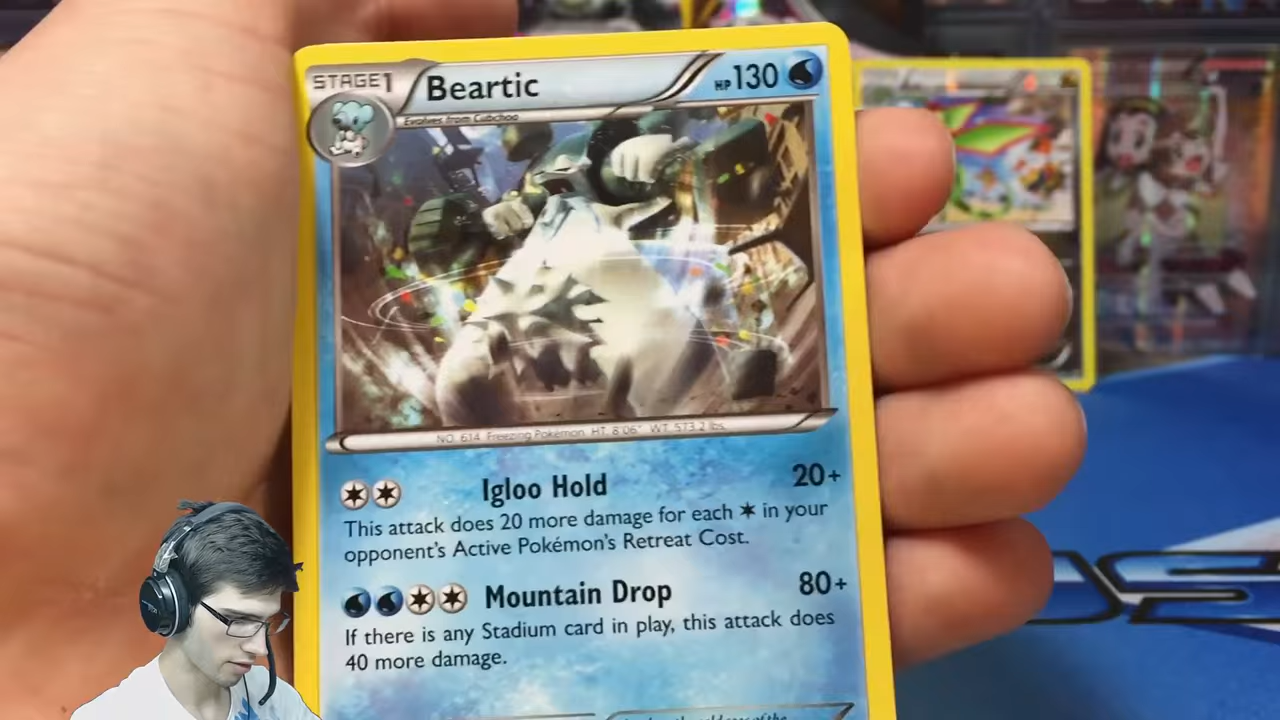 STAGE1 Beartic HP130
Evolves from Cubchoo
NO. 614 Freezing Pokémon HT. 8'06" WT. 573.2 lbs.
Igloo Hold 20+
This attack does 20 more damage for each ✶ in your
opponent's Active Pokémon's Retreat Cost.
Mountain Drop 80+
If there is any Stadium card in play, this attack does
40 more damage.